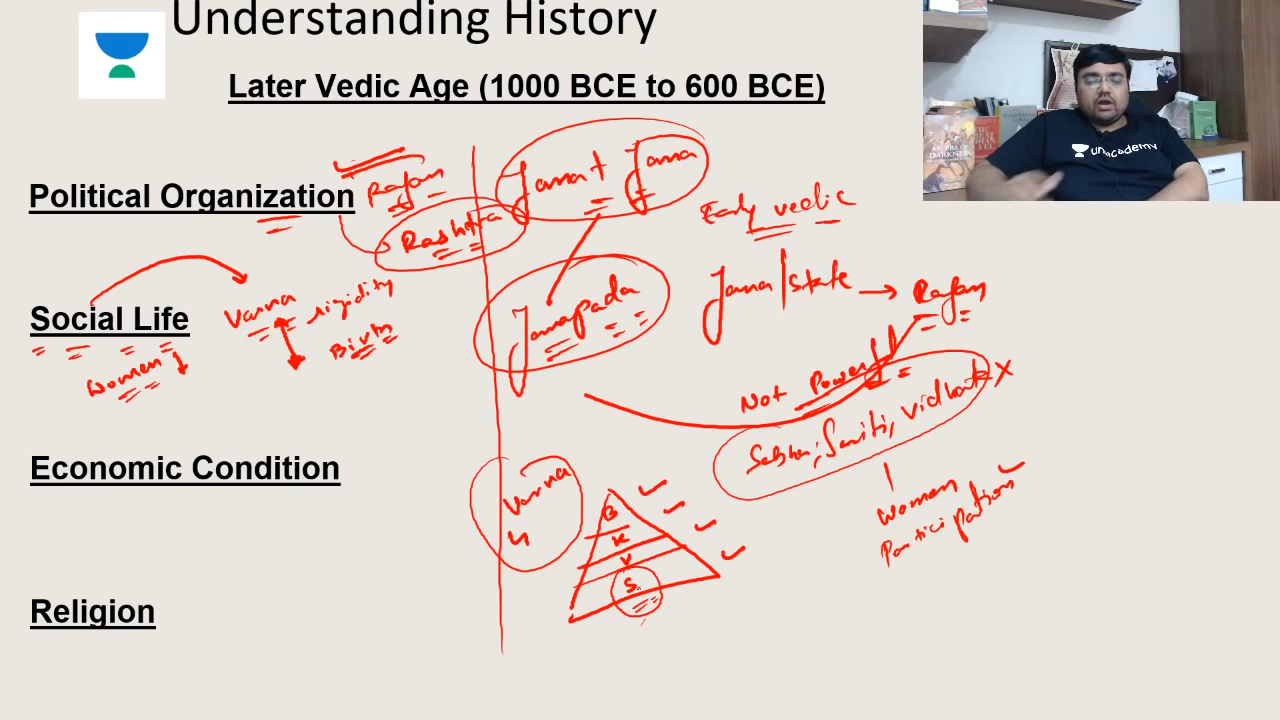 Understanding History
Later Vedic Age (1000 BCE to 600 BCE)
unacademy
Political Organization
Rajan
Jana + Jana
Rashtra
Early vedic
Janapada
Jana | State → Rajan
Social Life
Varna
rigidity
Birth
Women
Not Powerful
Sabha, Samiti, Vidhata X
Women
Participation
Economic Condition
Varna
4
B
K
V
S
Religion